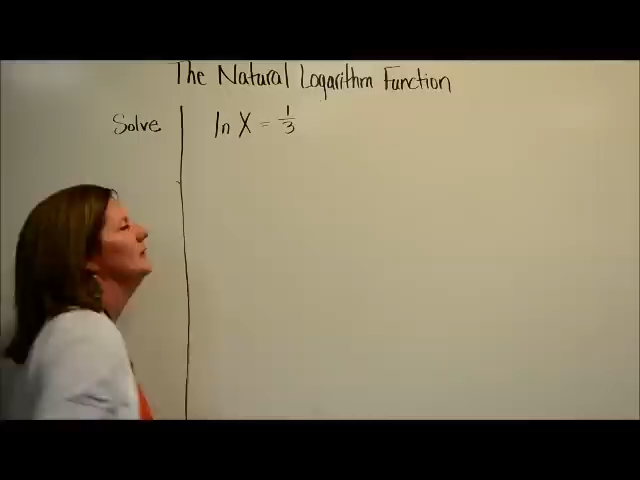 The Natural Logarithm Function
Solve ln X = 1/3